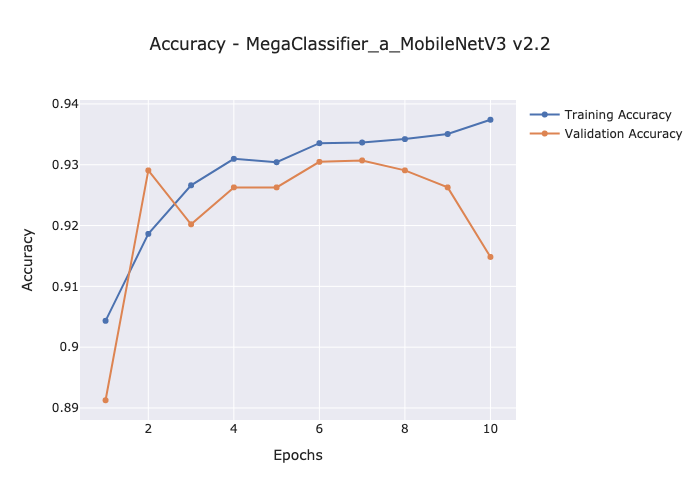 Accuracy - MegaClassifier_a_MobileNetV3 v2.2
Training Accuracy
Validation Accuracy
Accuracy
0.94
0.93
0.92
0.91
0.9
0.89
2 4 6 8 10
Epochs